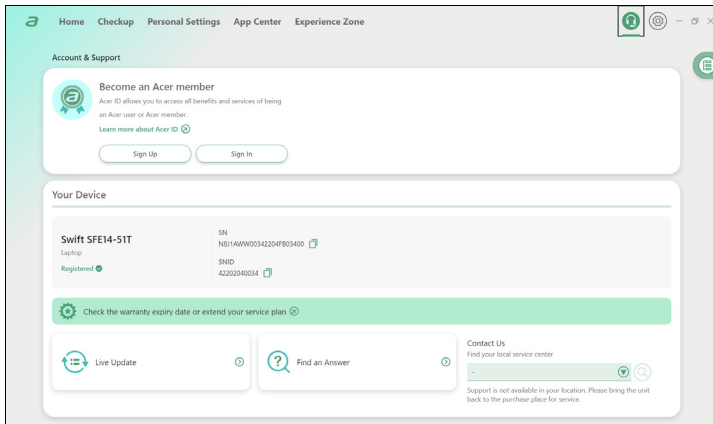 Home Checkup Personal Settings App Center Experience Zone
Account & Support
Become an Acer member
Acer ID allows you to access all benefits and services of being
an Acer user or Acer member.
Learn more about Acer ID
Sign Up Sign In
Your Device
Swift SFE14-51T
Laptop
Registered
SN
N8J1AWW00342204FB03400
SNID
42202040034
Check the warranty expiry date or extend your service plan
Live Update
Find an Answer
Contact Us
Find your local service center
-
Support is not available in your location. Please bring the unit
back to the purchase place for service.